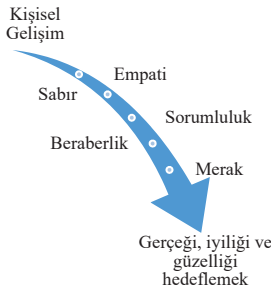 Kişisel
Gelişim
Empati
Sabır
Sorumluluk
Beraberlik
Merak
Gerçeği, iyiliği ve
güzelliği
hedeflemek